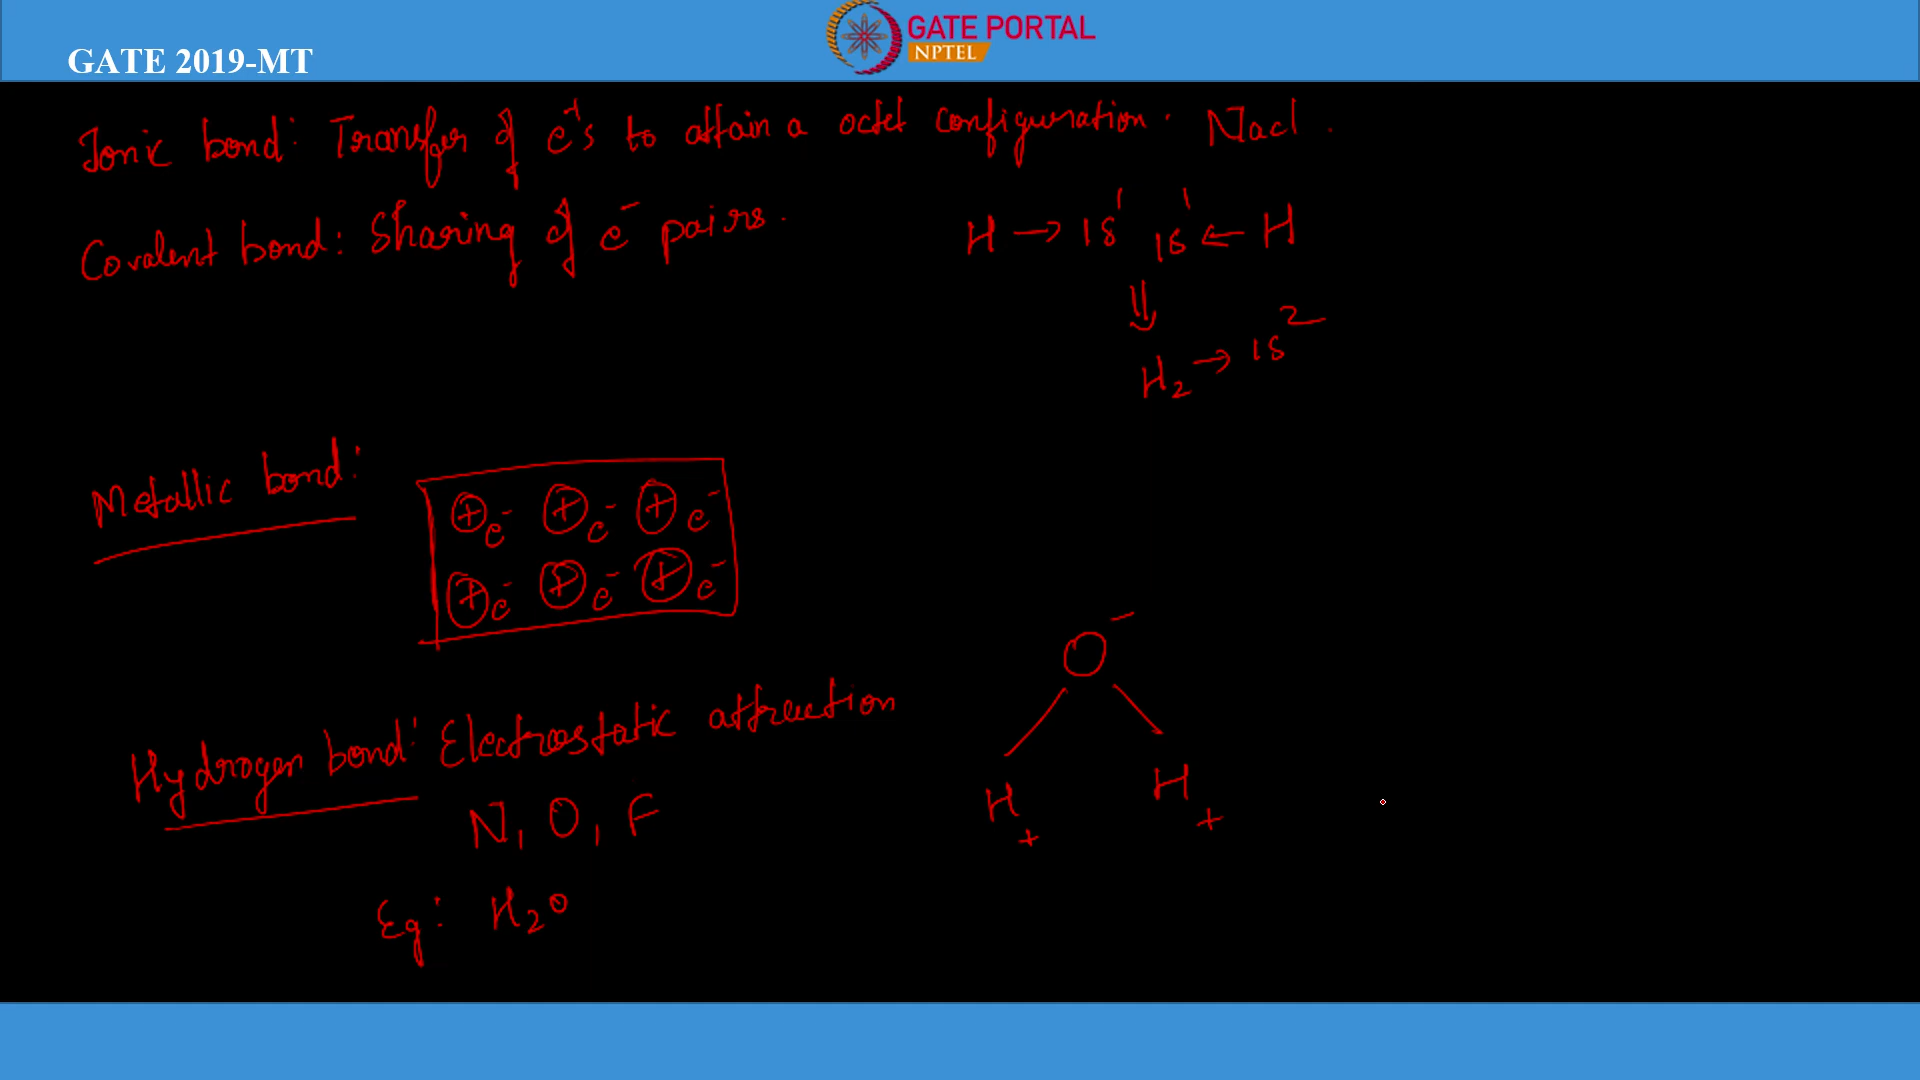 GATE PORTAL
NPTEL
GATE 2019-MT
Ionic bond: Transfer of e⁻s to attain a octet configuration. Nacl.
Covalent bond: Sharing of e⁻ pairs.
H → 1s¹ 1s¹ ← H
⇓
H₂ → 1s²
Metallic bond:
+ e⁻ + e⁻ + e⁻
+ e⁻ + e⁻ + e⁻
Hydrogen bond: Electrostatic attraction
N, O, F
Eg: H₂O
O⁻
H H
+ +